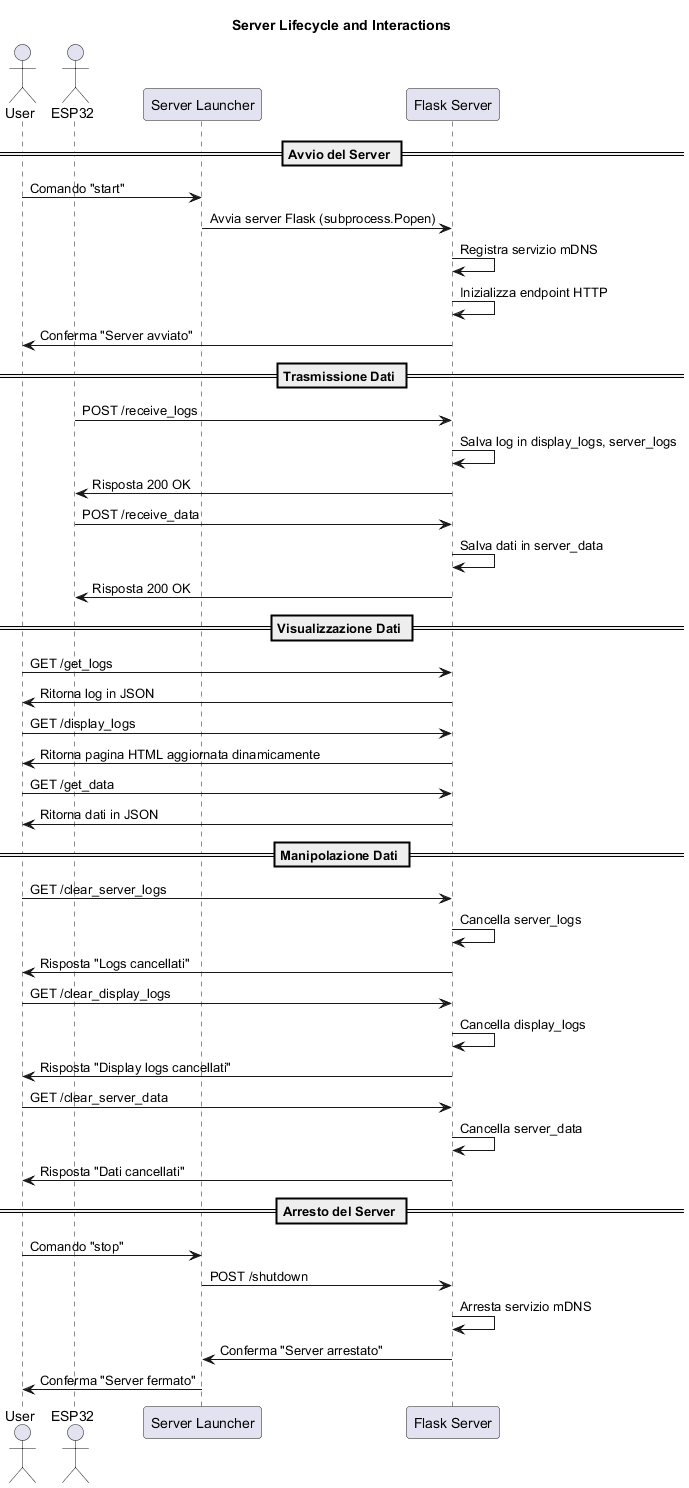 Server Lifecycle and Interactions
User
ESP32
Server Launcher
Flask Server
Avvio del Server
Comando "start"
Avvia server Flask (subprocess.Popen)
Registra servizio mDNS
Inizializza endpoint HTTP
Conferma "Server avviato"
Trasmissione Dati
POST /receive_logs
Salva log in display_logs, server_logs
Risposta 200 OK
POST /receive_data
Salva dati in server_data
Risposta 200 OK
Visualizzazione Dati
GET /get_logs
Ritorna log in JSON
GET /display_logs
Ritorna pagina HTML aggiornata dinamicamente
GET /get_data
Ritorna dati in JSON
Manipolazione Dati
GET /clear_server_logs
Cancella server_logs
Risposta "Logs cancellati"
GET /clear_display_logs
Cancella display_logs
Risposta "Display logs cancellati"
GET /clear_server_data
Cancella server_data
Risposta "Dati cancellati"
Arresto del Server
Comando "stop"
POST /shutdown
Arresta servizio mDNS
Conferma "Server arrestato"
Conferma "Server fermato"
User
ESP32
Server Launcher
Flask Server